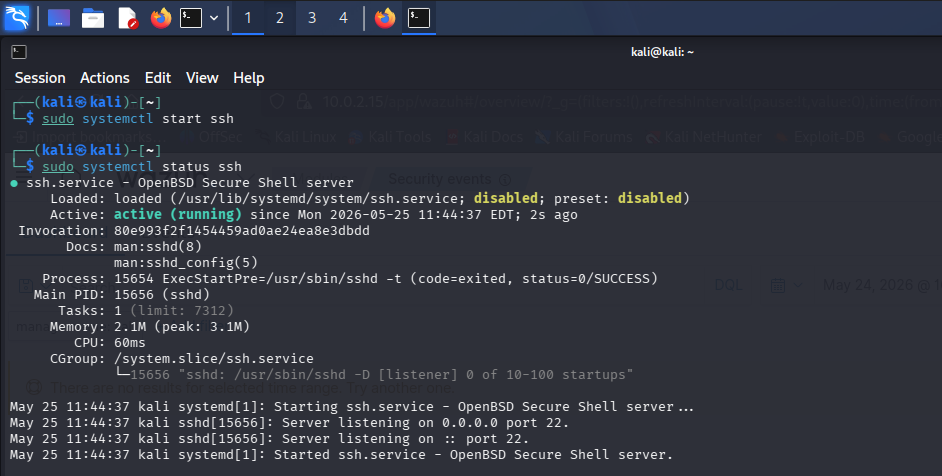 1 2 3 4
kali@kali: ~
Session Actions Edit View Help
┌──(kali㉿kali)-[~]
└─$ sudo systemctl start ssh
┌──(kali㉿kali)-[~]
└─$ sudo systemctl status ssh
● ssh.service - OpenBSD Secure Shell server
Loaded: loaded (/usr/lib/systemd/system/ssh.service; disabled; preset: disabled)
Active: active (running) since Mon 2026-05-25 11:44:37 EDT; 2s ago
Invocation: 80e993f2f1454459ad0ae24ea8e3dbdd
Docs: man:sshd(8)
man:sshd_config(5)
Process: 15654 ExecStartPre=/usr/sbin/sshd -t (code=exited, status=0/SUCCESS)
Main PID: 15656 (sshd)
Tasks: 1 (limit: 7312)
Memory: 2.1M (peak: 3.1M)
CPU: 60ms
CGroup: /system.slice/ssh.service
└─15656 "sshd: /usr/sbin/sshd -D [listener] 0 of 10-100 startups"
May 25 11:44:37 kali systemd[1]: Starting ssh.service - OpenBSD Secure Shell server...
May 25 11:44:37 kali sshd[15656]: Server listening on 0.0.0.0 port 22.
May 25 11:44:37 kali sshd[15656]: Server listening on :: port 22.
May 25 11:44:37 kali systemd[1]: Started ssh.service - OpenBSD Secure Shell server.